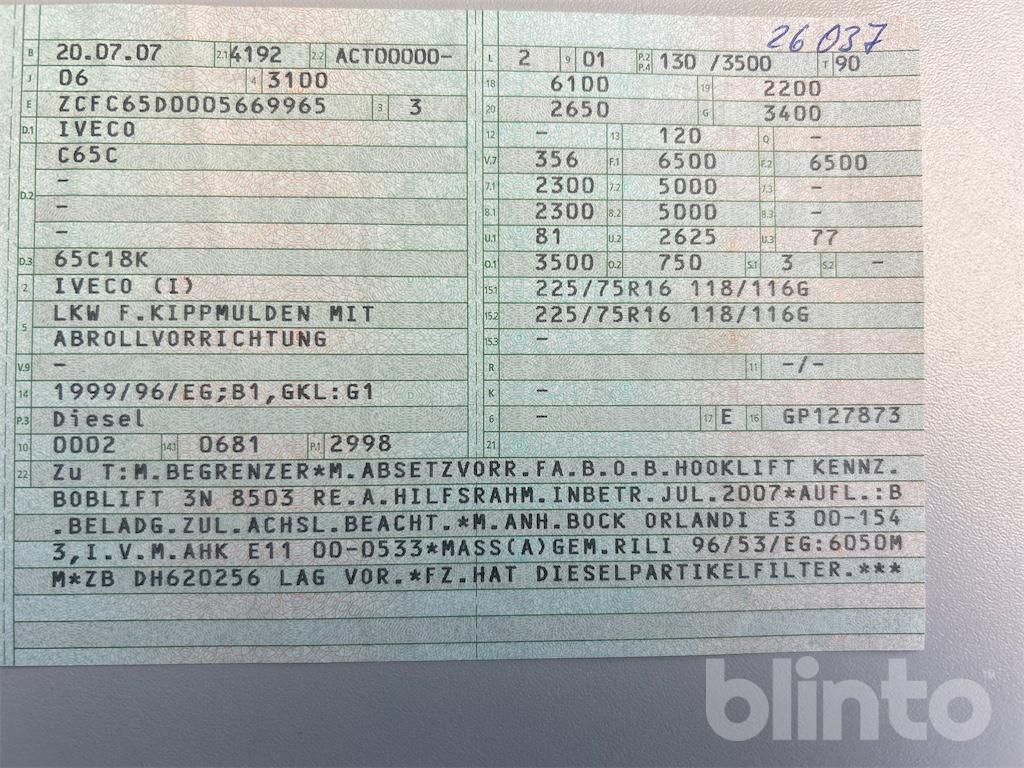 26 037
B 20.07.07 2.1 4192 2.2 ACT00000-
J 06 4 3100
E ZCFC65D0005669965 3 3
D.1 IVECO
D.2 C65C
-
-
-
D.3 65C18K
2 IVECO (I)
5 LKW F.KIPPMULDEN MIT
ABROLLVORRICHTUNG
V.9 -
14 1999/96/EG;B1,GKL:G1
P.3 Diesel
10 0002 14.1 0681 P.1 2998
L 2 9 01 P.2 P.4 130 /3500 T 90
18 6100 19 2200
20 2650 G 3400
12 - 13 120 Q -
V.7 356 F.1 6500 F.2 6500
7.1 2300 7.2 5000 7.3 -
8.1 2300 8.2 5000 8.3 -
U.1 81 U.2 2625 U.3 77
O.1 3500 O.2 750 S.1 3 S.2 -
15.1 225/75R16 118/116G
15.2 225/75R16 118/116G
15.3 -
R 11 -/-
K -
6 - 17 E 16 GP127873
21
22 Zu T:M.BEGRENZER*M.ABSETZVORR.FA.B.O.B.HOOKLIFT KENNZ.
BOBLIFT 3N 8503 RE.A.HILFSRAHM.INBETR.JUL.2007*AUFL.:B
.BELADG.ZUL.ACHSL.BEACHT.*M.ANH.BOCK ORLANDI E3 00-154
3,I.V.M.AHK E11 00-0533*MASS(A)GEM.RILI 96/53/EG:6050M
M*ZB DH620256 LAG VOR.*FZ.HAT DIESELPARTIKELFILTER.***
blinto™